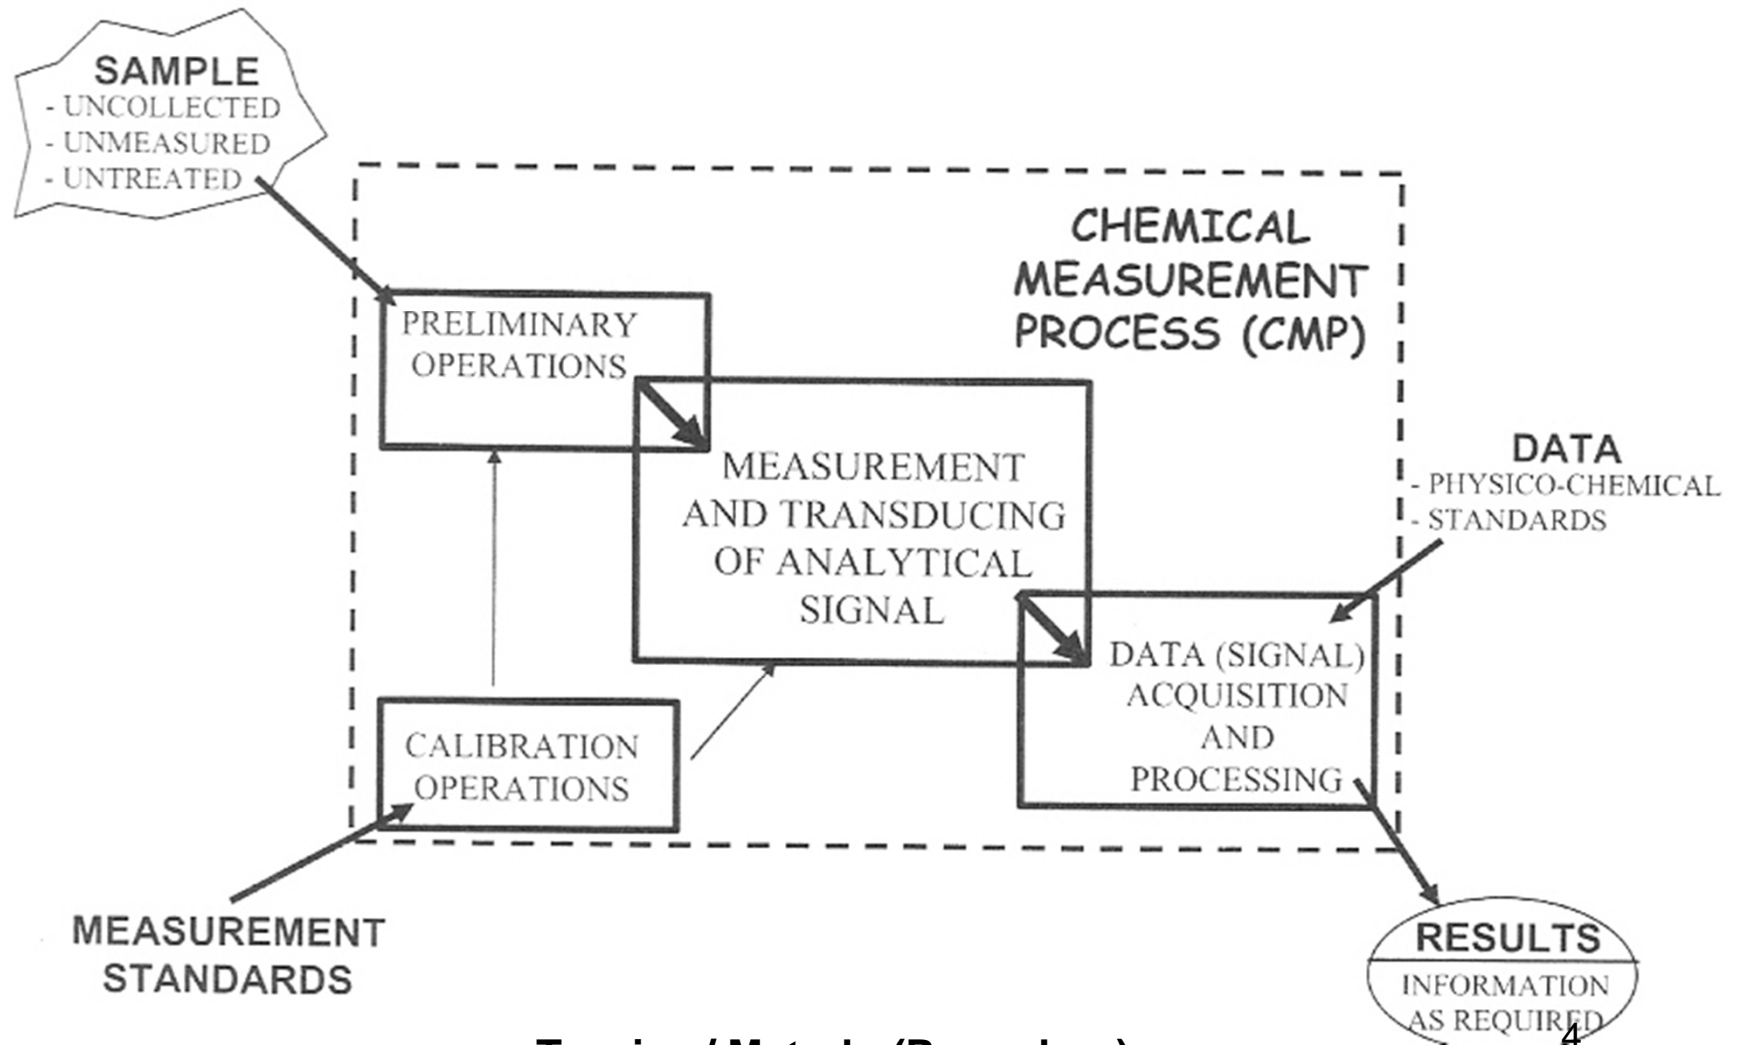 SAMPLE
- UNCOLLECTED
- UNMEASURED
- UNTREATED
CHEMICAL
MEASUREMENT
PROCESS (CMP)
PRELIMINARY
OPERATIONS
MEASUREMENT
AND TRANSDUCING
OF ANALYTICAL
SIGNAL
DATA
- PHYSICO-CHEMICAL
- STANDARDS
DATA (SIGNAL)
ACQUISITION
AND
PROCESSING
CALIBRATION
OPERATIONS
MEASUREMENT
STANDARDS
RESULTS
INFORMATION
AS REQUIRED
4